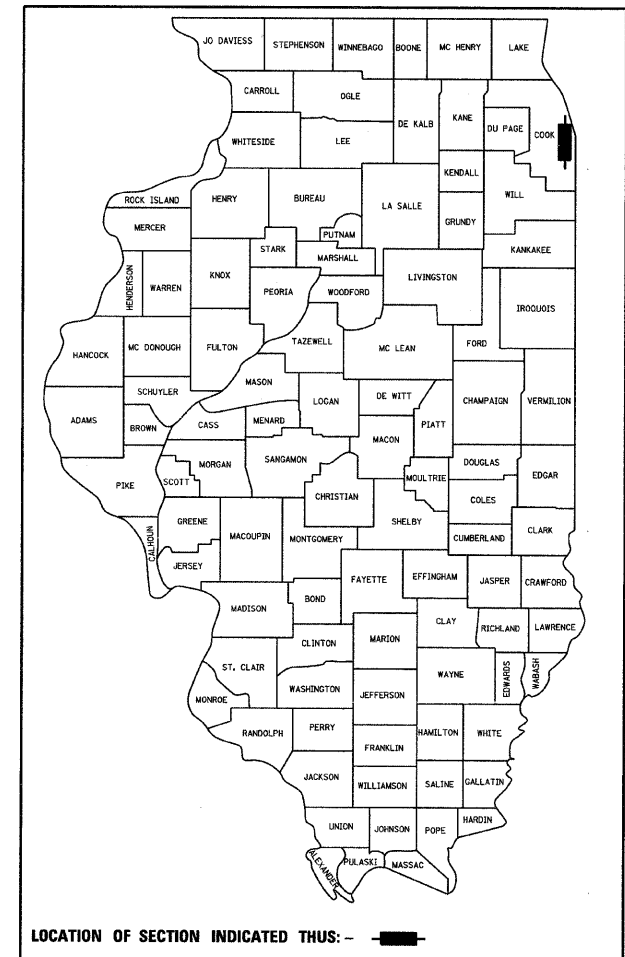 JO DAVIESS
STEPHENSON
WINNEBAGO
BOONE
MC HENRY
LAKE
CARROLL
OGLE
DE KALB
KANE
DU PAGE
COOK
WHITESIDE
LEE
KENDALL
WILL
ROCK ISLAND
HENRY
BUREAU
LA SALLE
GRUNDY
MERCER
PUTNAM
STARK
MARSHALL
KANKAKEE
HENDERSON
WARREN
KNOX
PEORIA
WOODFORD
LIVINGSTON
IROQUOIS
HANCOCK
MC DONOUGH
FULTON
TAZEWELL
MC LEAN
FORD
SCHUYLER
MASON
LOGAN
DE WITT
CHAMPAIGN
VERMILION
ADAMS
BROWN
CASS
MENARD
MACON
PIATT
PIKE
SCOTT
MORGAN
SANGAMON
CHRISTIAN
MOULTRIE
DOUGLAS
EDGAR
COLES
CALHOUN
GREENE
MACOUPIN
MONTGOMERY
SHELBY
CUMBERLAND
CLARK
JERSEY
FAYETTE
EFFINGHAM
JASPER
CRAWFORD
MADISON
BOND
CLAY
RICHLAND
LAWRENCE
CLINTON
MARION
ST. CLAIR
WAYNE
EDWARDS
WABASH
MONROE
WASHINGTON
JEFFERSON
RANDOLPH
PERRY
HAMILTON
WHITE
FRANKLIN
JACKSON
WILLIAMSON
SALINE
GALLATIN
UNION
JOHNSON
POPE
HARDIN
ALEXANDER
PULASKI
MASSAC
LOCATION OF SECTION INDICATED THUS: -